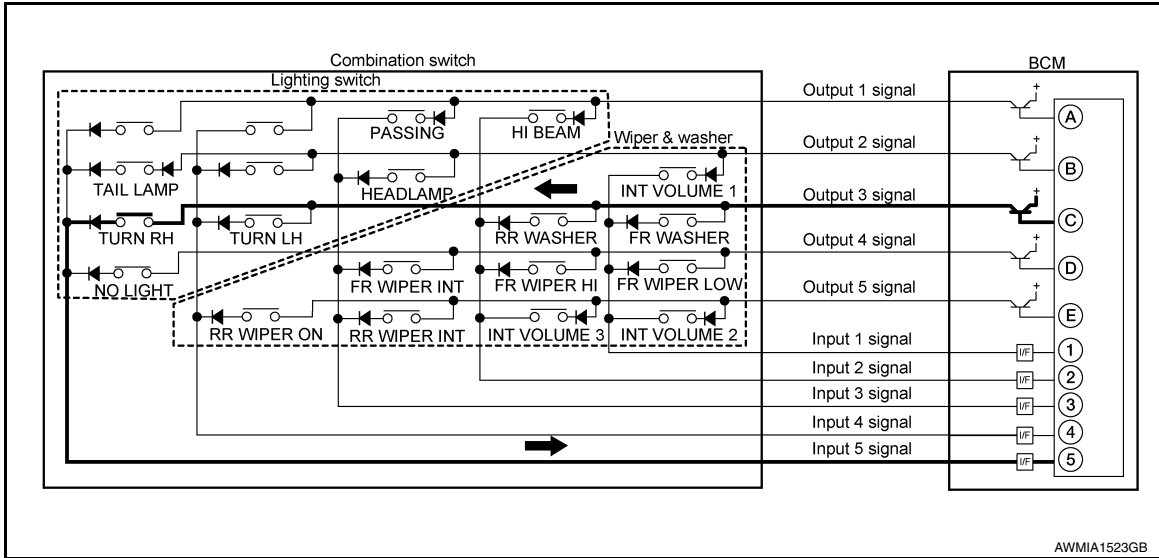 Combination switch
BCM
Lighting switch
Output 1 signal
A
PASSING
HI BEAM
Wiper & washer
Output 2 signal
B
TAIL LAMP
HEADLAMP
INT VOLUME 1
Output 3 signal
C
TURN RH
TURN LH
RR WASHER
FR WASHER
Output 4 signal
D
NO LIGHT
FR WIPER INT
FR WIPER HI
FR WIPER LOW
Output 5 signal
E
RR WIPER ON
RR WIPER INT
INT VOLUME 3
INT VOLUME 2
Input 1 signal
I/F
1
Input 2 signal
I/F
2
Input 3 signal
I/F
3
Input 4 signal
I/F
4
Input 5 signal
I/F
5
AWMIA1523GB